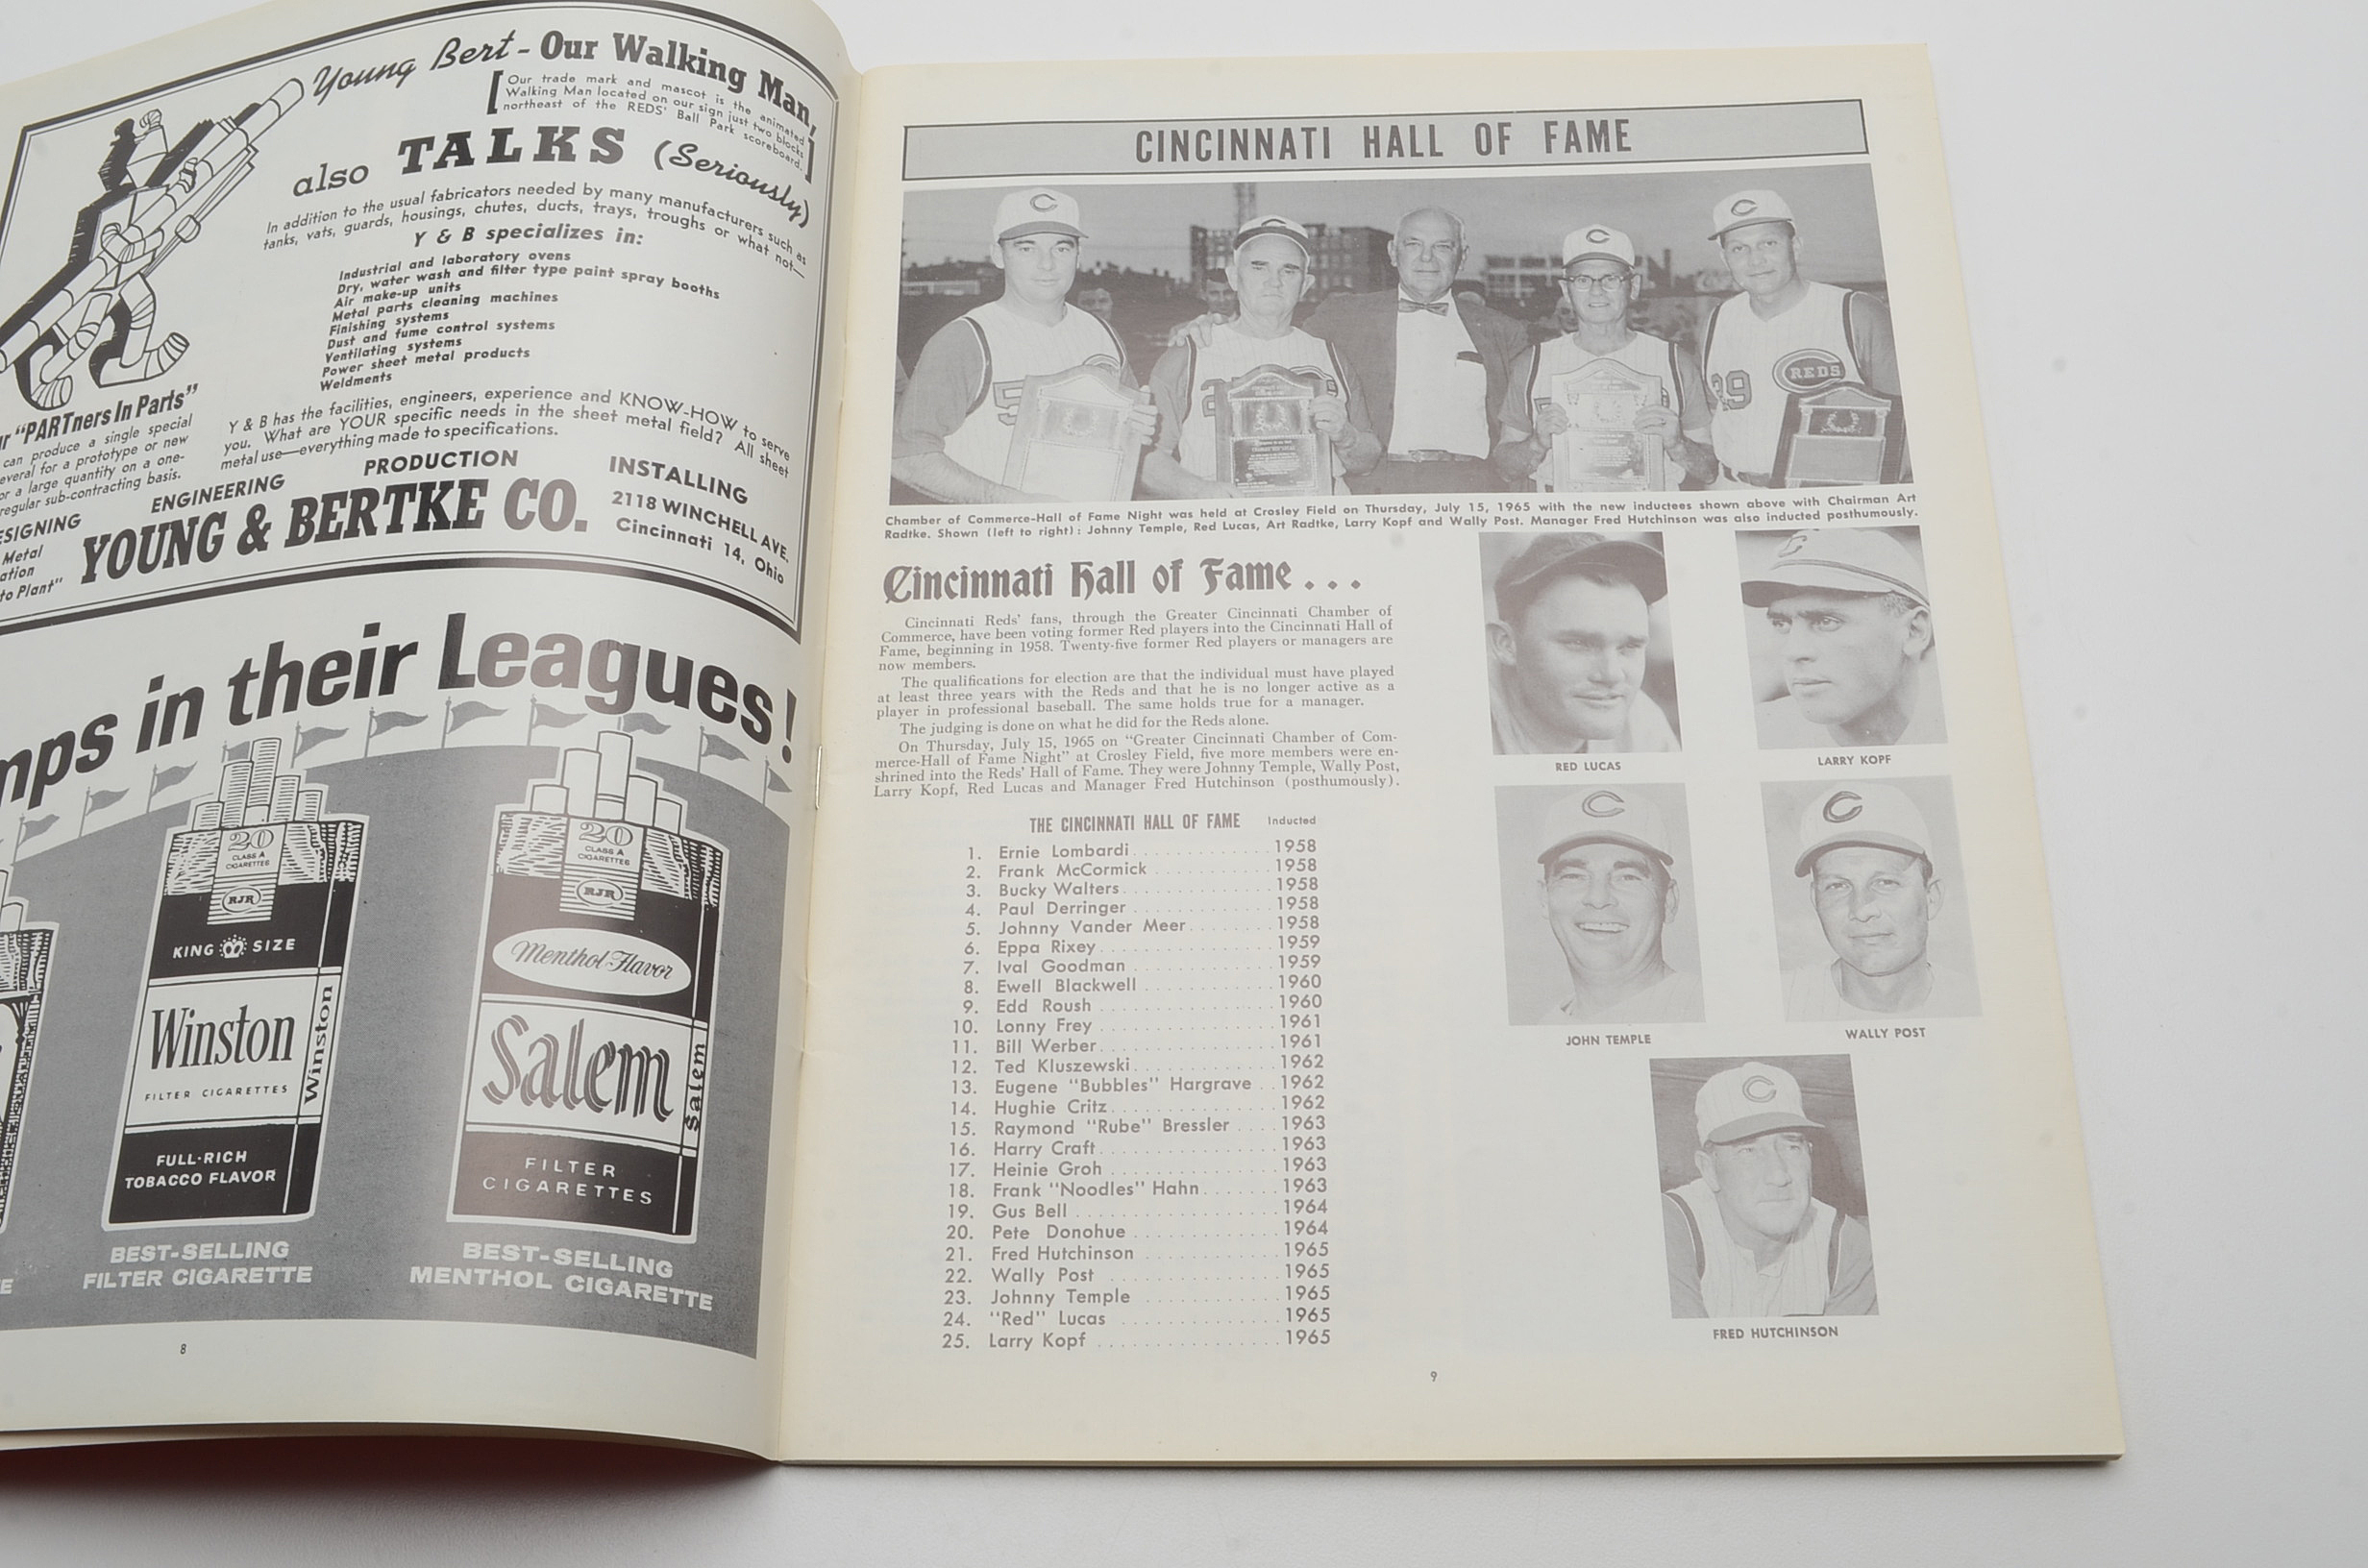 Young Bert - Our Walking Man,
[Our trade mark and mascot is the animated
Walking Man located on our sign just two blocks
northeast of the REDS' Ball Park scoreboard.]
also TALKS (Seriously)
In addition to the usual fabricators needed by many manufacturers such as
tanks, vats, guards, housings, chutes, ducts, trays, troughs or what not—
Y & B specializes in:
Industrial and laboratory ovens
Dry, water wash and filter type paint spray booths
Air make-up units
Metal parts cleaning machines
Finishing systems
Dust and fume control systems
Ventilating systems
Power sheet metal products
Weldments
"PARTners In Parts"
can produce a single special
several for a prototype or new
or a large quantity on a one-
regular sub-contracting basis.
Y & B has the facilities, engineers, experience and KNOW-HOW to serve
you. What are YOUR specific needs in the sheet metal field? All sheet
metal use—everything made to specifications.
ENGINEERING
PRODUCTION
INSTALLING
Metal
to Plant"
YOUNG & BERTKE CO.
2118 WINCHELL AVE.
Cincinnati 14, Ohio
in their Leagues!
20
CLASS A
CIGARETTES
RJR
KING SIZE
Winston
FILTER CIGARETTES
FULL-RICH
TOBACCO FLAVOR
Winston
BEST-SELLING
FILTER CIGARETTE
20
CLASS A
CIGARETTES
RJR
Menthol Flavor
Salem
FILTER
CIGARETTES
Salem
BEST-SELLING
MENTHOL CIGARETTE
8
CINCINNATI HALL OF FAME
C
C
C
C
5
2
19
REDS
Chamber of Commerce-Hall of Fame Night was held at Crosley Field on Thursday, July 15, 1965 with the new inductees shown above with Chairman Art
Radtke. Shown (left to right): Johnny Temple, Red Lucas, Art Radtke, Larry Kopf and Wally Post. Manager Fred Hutchinson was also inducted posthumously.
Cincinnati Hall of Fame . . .
Cincinnati Reds' fans, through the Greater Cincinnati Chamber of
Commerce, have been voting former Red players into the Cincinnati Hall of
Fame, beginning in 1958. Twenty-five former Red players or managers are
now members.
The qualifications for election are that the individual must have played
at least three years with the Reds and that he is no longer active as a
player in professional baseball. The same holds true for a manager.
The judging is done on what he did for the Reds alone.
On Thursday, July 15, 1965 on "Greater Cincinnati Chamber of Com-
merce-Hall of Fame Night" at Crosley Field, five more members were en-
shrined into the Reds' Hall of Fame. They were Johnny Temple, Wally Post,
Larry Kopf, Red Lucas and Manager Fred Hutchinson (posthumously).
THE CINCINNATI HALL OF FAME Inducted
1. Ernie Lombardi 1958
2. Frank McCormick 1958
3. Bucky Walters 1958
4. Paul Derringer 1958
5. Johnny Vander Meer 1958
6. Eppa Rixey 1959
7. Ival Goodman 1959
8. Ewell Blackwell 1960
9. Edd Roush 1960
10. Lonny Frey 1961
11. Bill Werber 1961
12. Ted Kluszewski 1962
13. Eugene "Bubbles" Hargrave 1962
14. Hughie Critz 1962
15. Raymond "Rube" Bressler 1963
16. Harry Craft 1963
17. Heinie Groh 1963
18. Frank "Noodles" Hahn 1963
19. Gus Bell 1964
20. Pete Donohue 1964
21. Fred Hutchinson 1965
22. Wally Post 1965
23. Johnny Temple 1965
24. "Red" Lucas 1965
25. Larry Kopf 1965
RED LUCAS
LARRY KOPF
JOHN TEMPLE
WALLY POST
FRED HUTCHINSON
9